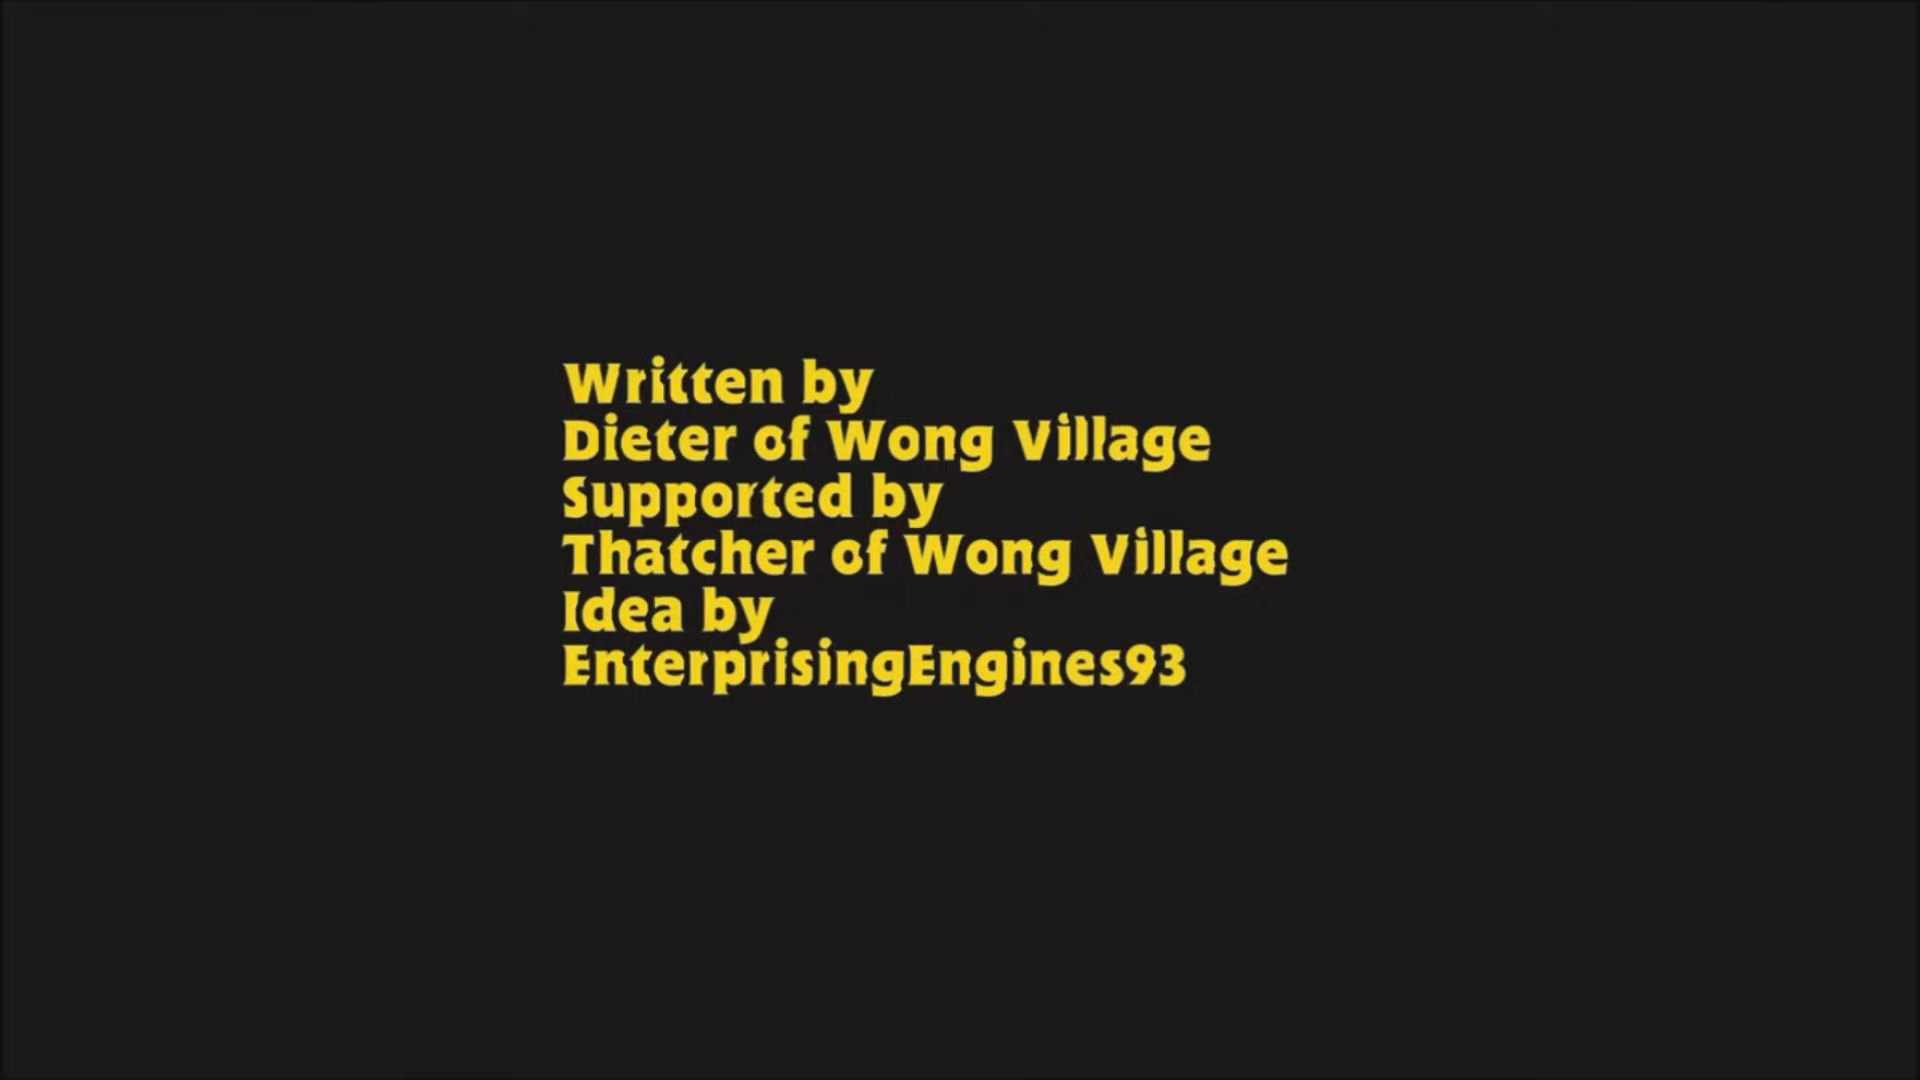 Written by
Dieter of Wong Village
Supported by
Thatcher of Wong Village
Idea by
EnterprisingEngines93